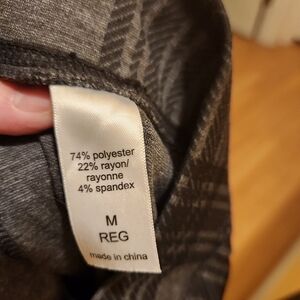 74% polyester
22% rayon/
rayonne
4% spandex
M
REG
made in china